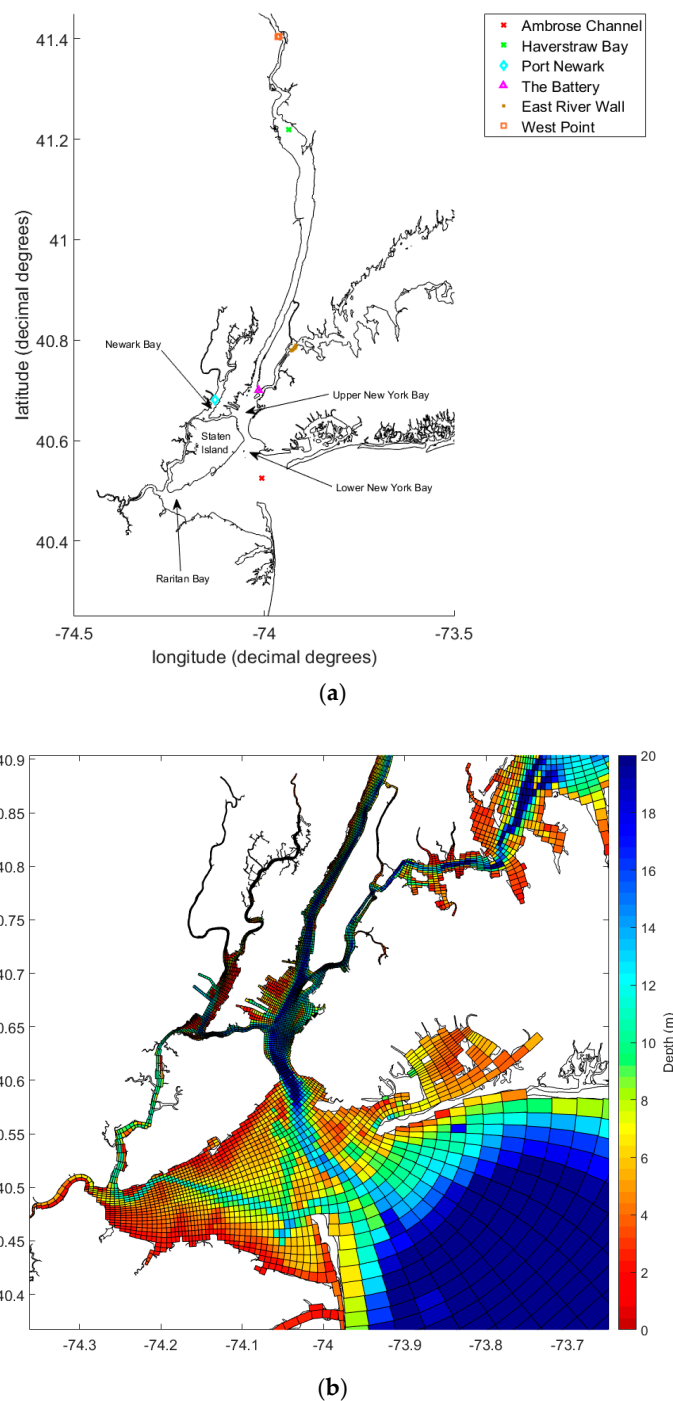 Ambrose Channel
Haverstraw Bay
Port Newark
The Battery
East River Wall
West Point
41.4
41.2
41
40.8
40.6
40.4
latitude (decimal degrees)
Newark Bay
Upper New York Bay
Staten
Island
Lower New York Bay
Raritan Bay
-74.5
-74
-73.5
longitude (decimal degrees)
(a)
40.9
40.85
40.8
40.75
40.7
40.65
40.6
40.55
40.5
40.45
40.4
-74.3
-74.2
-74.1
-74
-73.9
-73.8
-73.7
20
18
16
14
12
10
8
6
4
2
0
Depth (m)
(b)